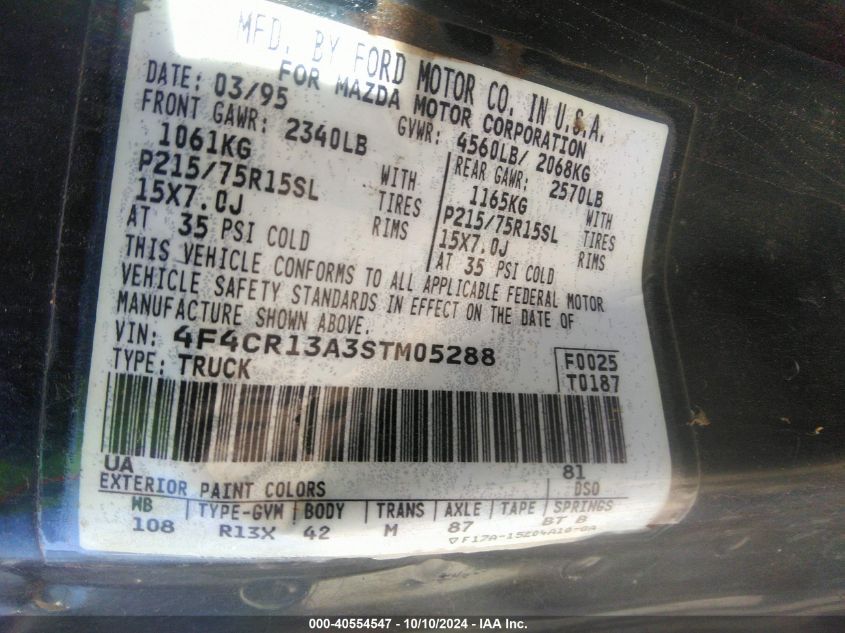 MFD. BY FORD MOTOR CO. IN U.S.A.
FOR MAZDA MOTOR CORPORATION
DATE: 03/95 GVWR: 4560LB/ 2068KG
FRONT GAWR: 2340LB
1061KG WITH
P215/75R15SL TIRES
15X7.0J RIMS
AT 35 PSI COLD
REAR GAWR: 2570LB
1165KG WITH
P215/75R15SL TIRES
15X7.0J RIMS
AT 35 PSI COLD
THIS VEHICLE CONFORMS TO ALL APPLICABLE FEDERAL MOTOR
VEHICLE SAFETY STANDARDS IN EFFECT ON THE DATE OF
MANUFACTURE SHOWN ABOVE.
VIN: 4F4CR13A3STM05288
TYPE: TRUCK
F0025
T0187
UA 81
EXTERIOR PAINT COLORS DSO
WB TYPE-GVM BODY TRANS AXLE TAPE SPRINGS
108 R13X 42 M 87 BT B
000-40554547 - 10/10/2024 - IAA Inc.